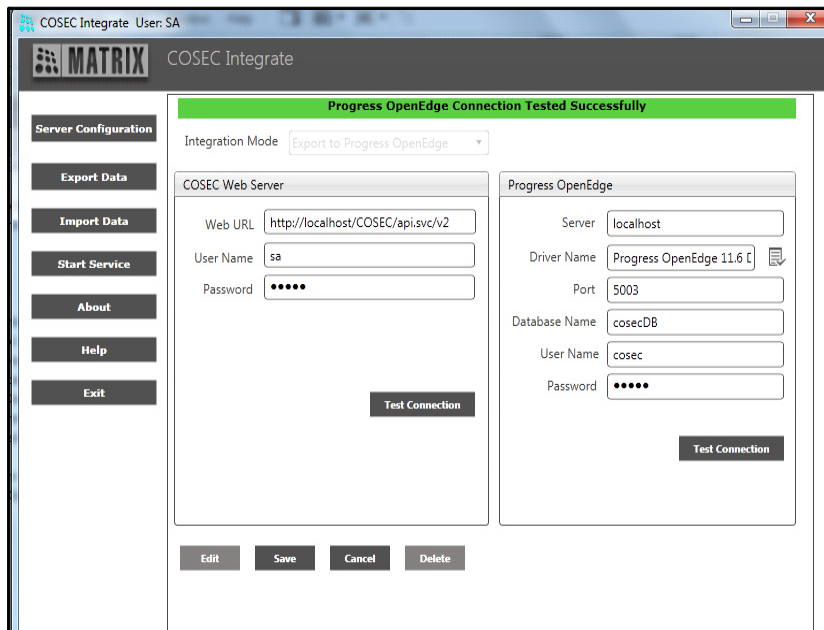 COSEC Integrate User: SA
MATRIX
COSEC Integrate
Server Configuration
Export Data
Import Data
Start Service
About
Help
Exit
Progress OpenEdge Connection Tested Successfully
Integration Mode
Export to Progress OpenEdge
COSEC Web Server
Web URL
http://localhost/COSEC/api.svc/v2
User Name
sa
Password
•••••
Test Connection
Progress OpenEdge
Server
localhost
Driver Name
Progress OpenEdge 11.6
Port
5003
Database Name
cosecDB
User Name
cosec
Password
•••••
Test Connection
Edit
Save
Cancel
Delete